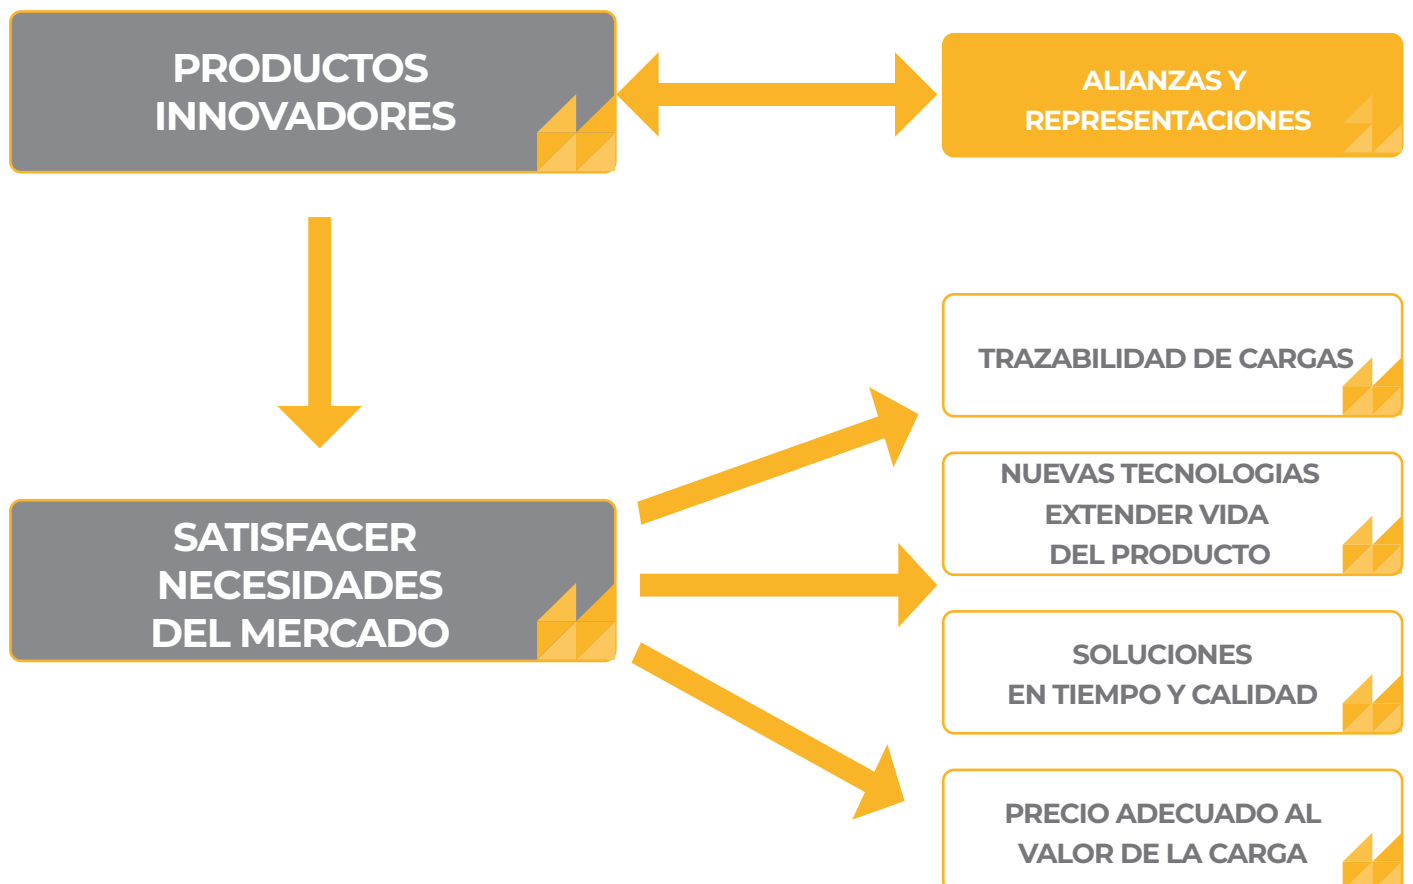 PRODUCTOS
INNOVADORES
ALIANZAS Y
REPRESENTACIONES
TRAZABILIDAD DE CARGAS
NUEVAS TECNOLOGIAS
EXTENDER VIDA
DEL PRODUCTO
SATISFACER
NECESIDADES
DEL MERCADO
SOLUCIONES
EN TIEMPO Y CALIDAD
PRECIO ADECUADO AL
VALOR DE LA CARGA